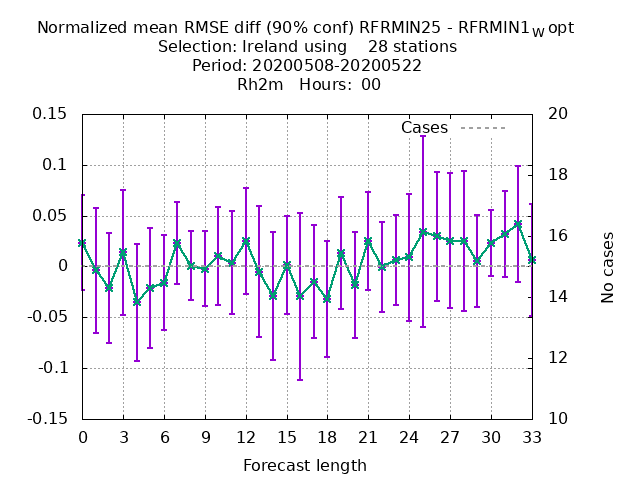 Normalized mean RMSE diff (90% conf) RFRMIN25 - RFRMIN1wopt
Selection: Ireland using 28 stations
Period: 20200508-20200522
Rh2m Hours: 00
Cases
0.15
0.1
0.05
0
-0.05
-0.1
-0.15
20
18
16
14
12
10
No cases
0 3 6 9 12 15 18 21 24 27 30 33
Forecast length